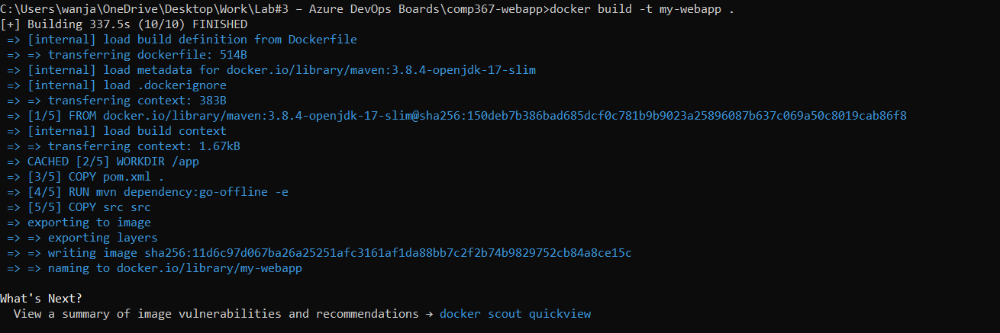 C:\Users\wanja\OneDrive\Desktop\Work\Lab#3 – Azure DevOps Boards\comp367-webapp>docker build -t my-webapp .
[+] Building 337.5s (10/10) FINISHED
=> [internal] load build definition from Dockerfile
=> => transferring dockerfile: 514B
=> [internal] load metadata for docker.io/library/maven:3.8.4-openjdk-17-slim
=> [internal] load .dockerignore
=> => transferring context: 383B
=> [1/5] FROM docker.io/library/maven:3.8.4-openjdk-17-slim@sha256:150deb7b386bad685dcf0c781b9b9023a25896087b637c069a50c8019cab86f8
=> [internal] load build context
=> => transferring context: 1.67kB
=> CACHED [2/5] WORKDIR /app
=> [3/5] COPY pom.xml .
=> [4/5] RUN mvn dependency:go-offline -e
=> [5/5] COPY src src
=> exporting to image
=> => exporting layers
=> => writing image sha256:11d6c97d067ba26a25251afc3161af1da88bb7c2f2b74b9829752cb84a8ce15c
=> => naming to docker.io/library/my-webapp
What's Next?
View a summary of image vulnerabilities and recommendations → docker scout quickview